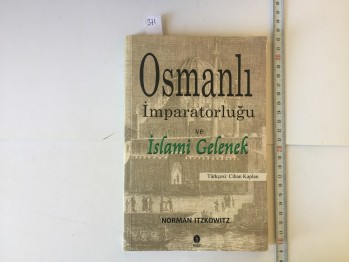 Osmanlı
İmparatorluğu
ve
İslami Gelenek
Türkçesi: Cihan Kaplan
NORMAN ITZKOWITZ